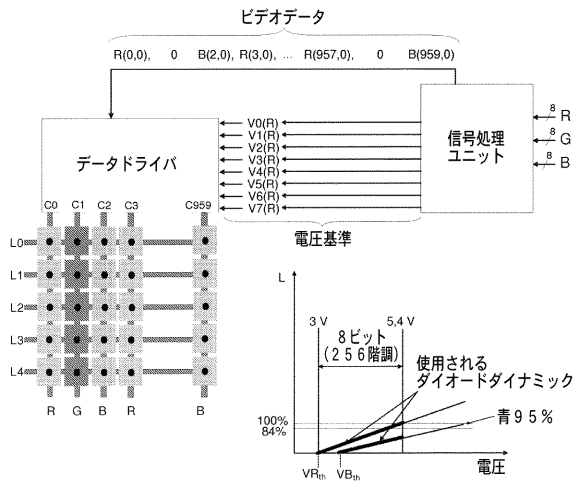 ビデオデータ
R(0,0), 0 B(2,0), R(3,0), ... R(957,0), 0 B(959,0)
データドライバ
V0(R)
V1(R)
V2(R)
V3(R)
V4(R)
V5(R)
V6(R)
V7(R)
信号処理
ユニット
8 R
8 G
8 B
電圧基準
C0 C1 C2 C3 C959
L0
L1
L2
L3
L4
R G B R B
L
3 V 5,4 V
8ビット
(256階調)
使用される
ダイオードダイナミック
100%
84%
青95%
電圧
VRth VBth